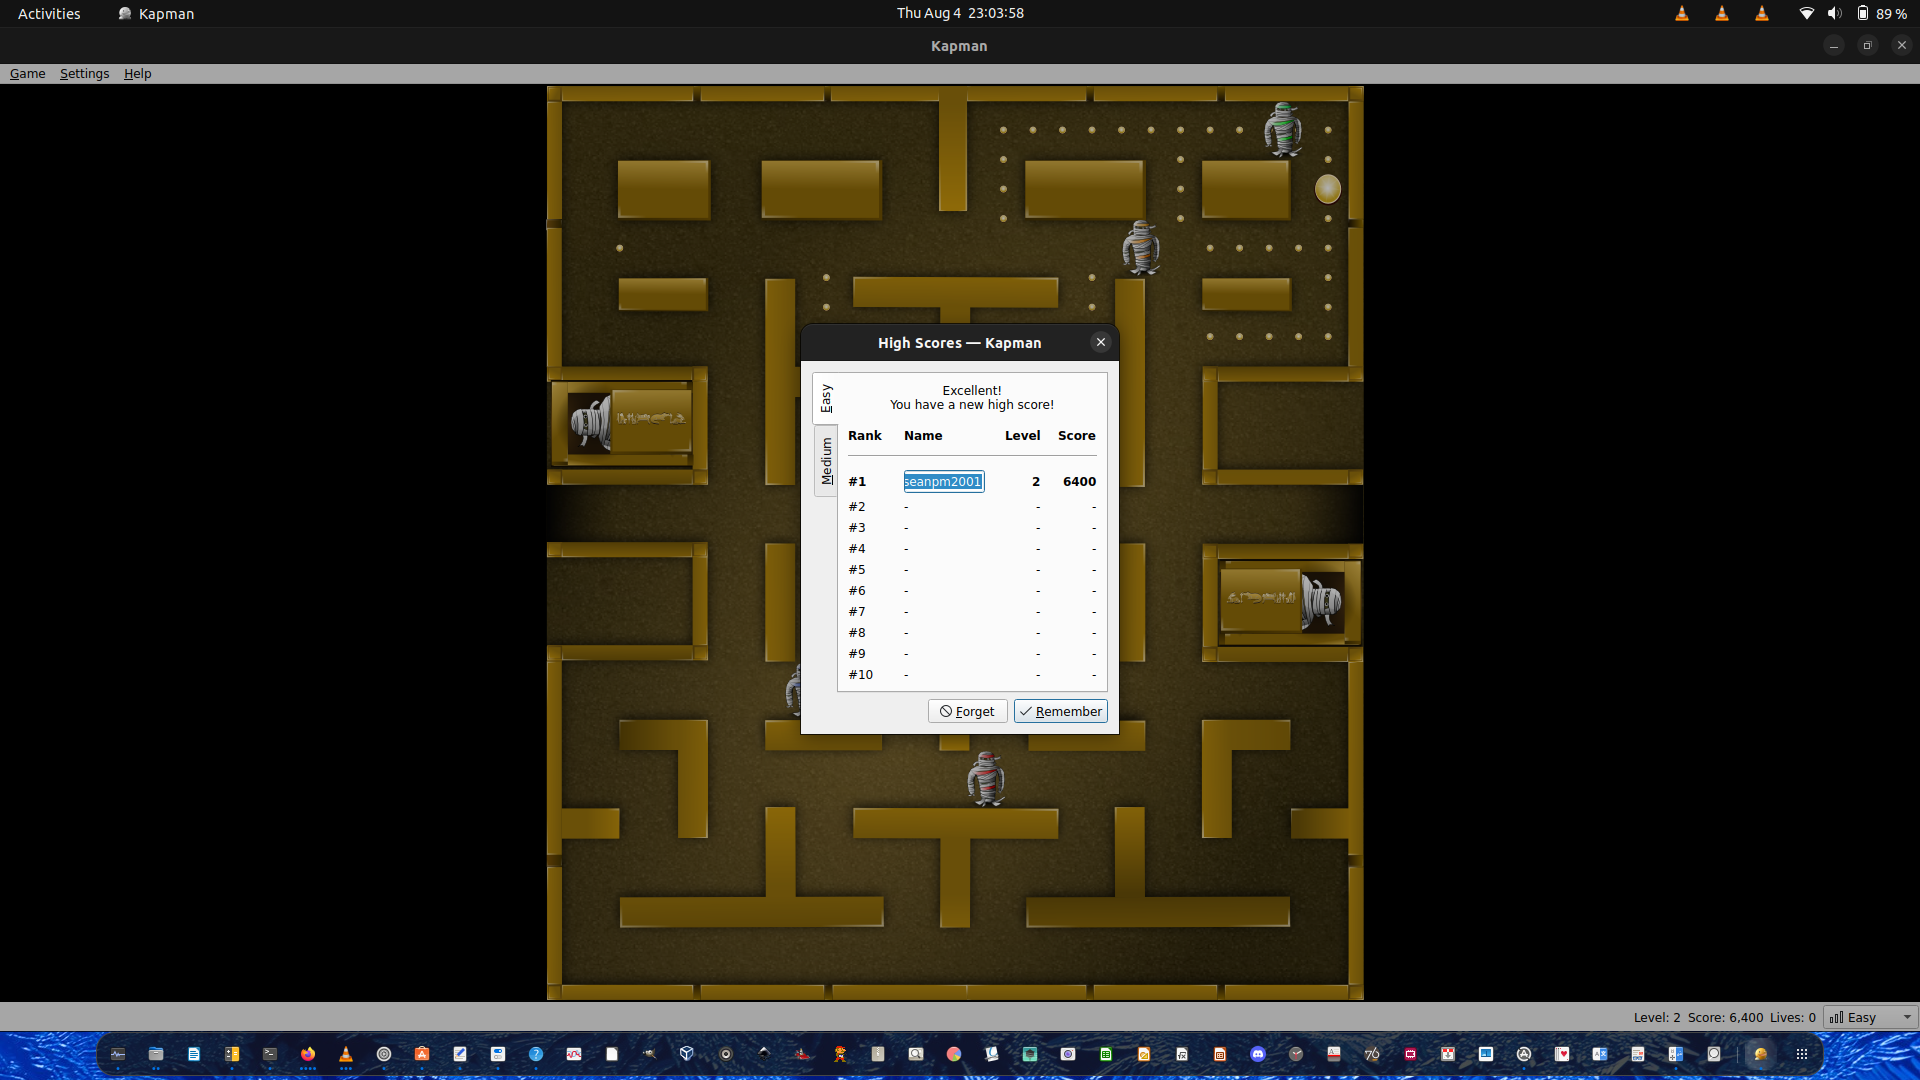 Activities
Kapman
Thu Aug 4 23:03:58
89 %
Kapman
Game Settings Help
High Scores — Kapman
Easy
Medium
Excellent!
You have a new high score!
Rank Name Level Score
#1 seanpm2001 2 6400
#2 - - -
#3 - - -
#4 - - -
#5 - - -
#6 - - -
#7 - - -
#8 - - -
#9 - - -
#10 - - -
Forget Remember
Level: 2 Score: 6,400 Lives: 0 Easy